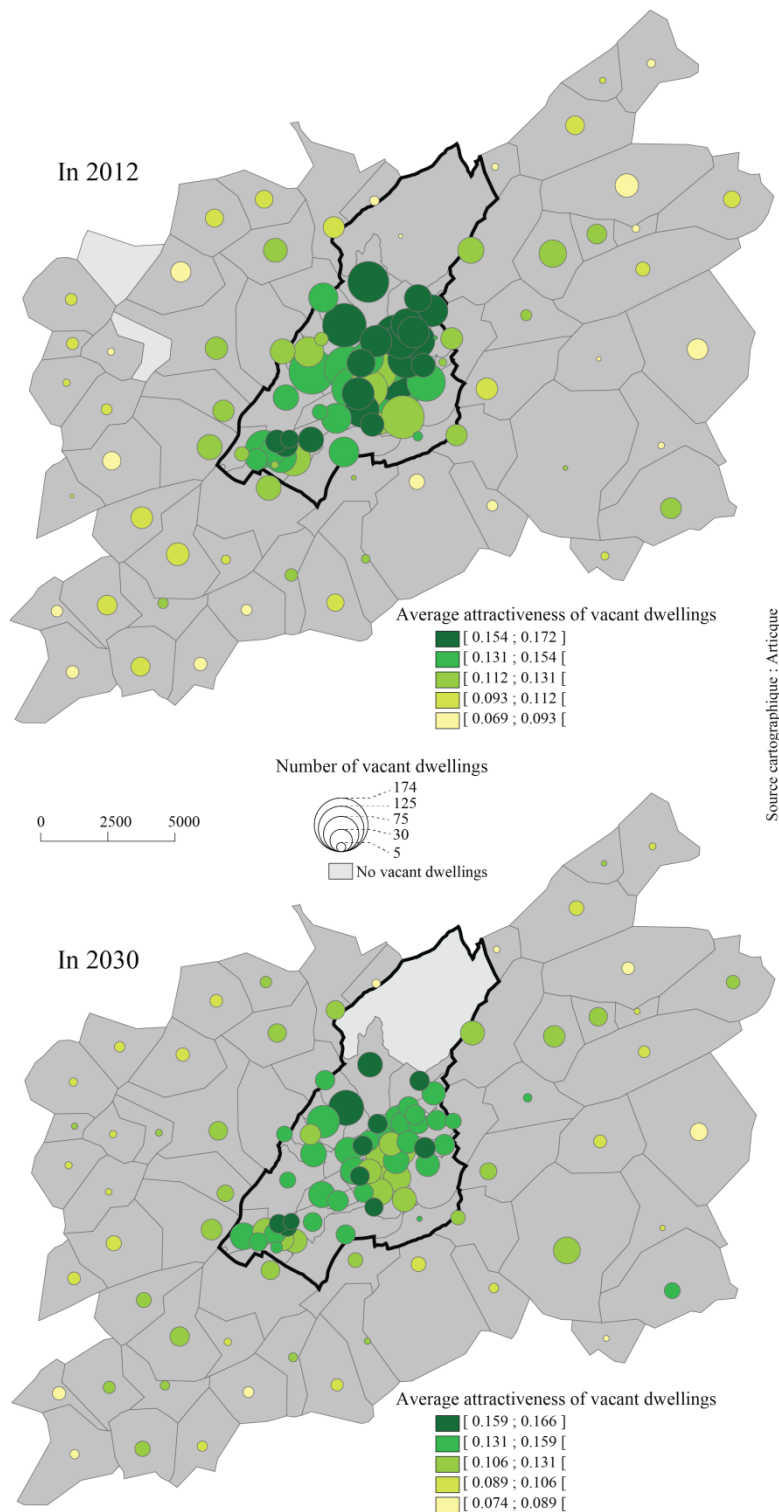 In 2012
Average attractiveness of vacant dwellings
[ 0.154 ; 0.172 ]
[ 0.131 ; 0.154 [
[ 0.112 ; 0.131 [
[ 0.093 ; 0.112 [
[ 0.069 ; 0.093 [
Source cartographique : Articque
Number of vacant dwellings
174
125
75
30
5
0 2500 5000
No vacant dwellings
In 2030
Average attractiveness of vacant dwellings
[ 0.159 ; 0.166 ]
[ 0.131 ; 0.159 [
[ 0.106 ; 0.131 [
[ 0.089 ; 0.106 [
[ 0.074 ; 0.089 [